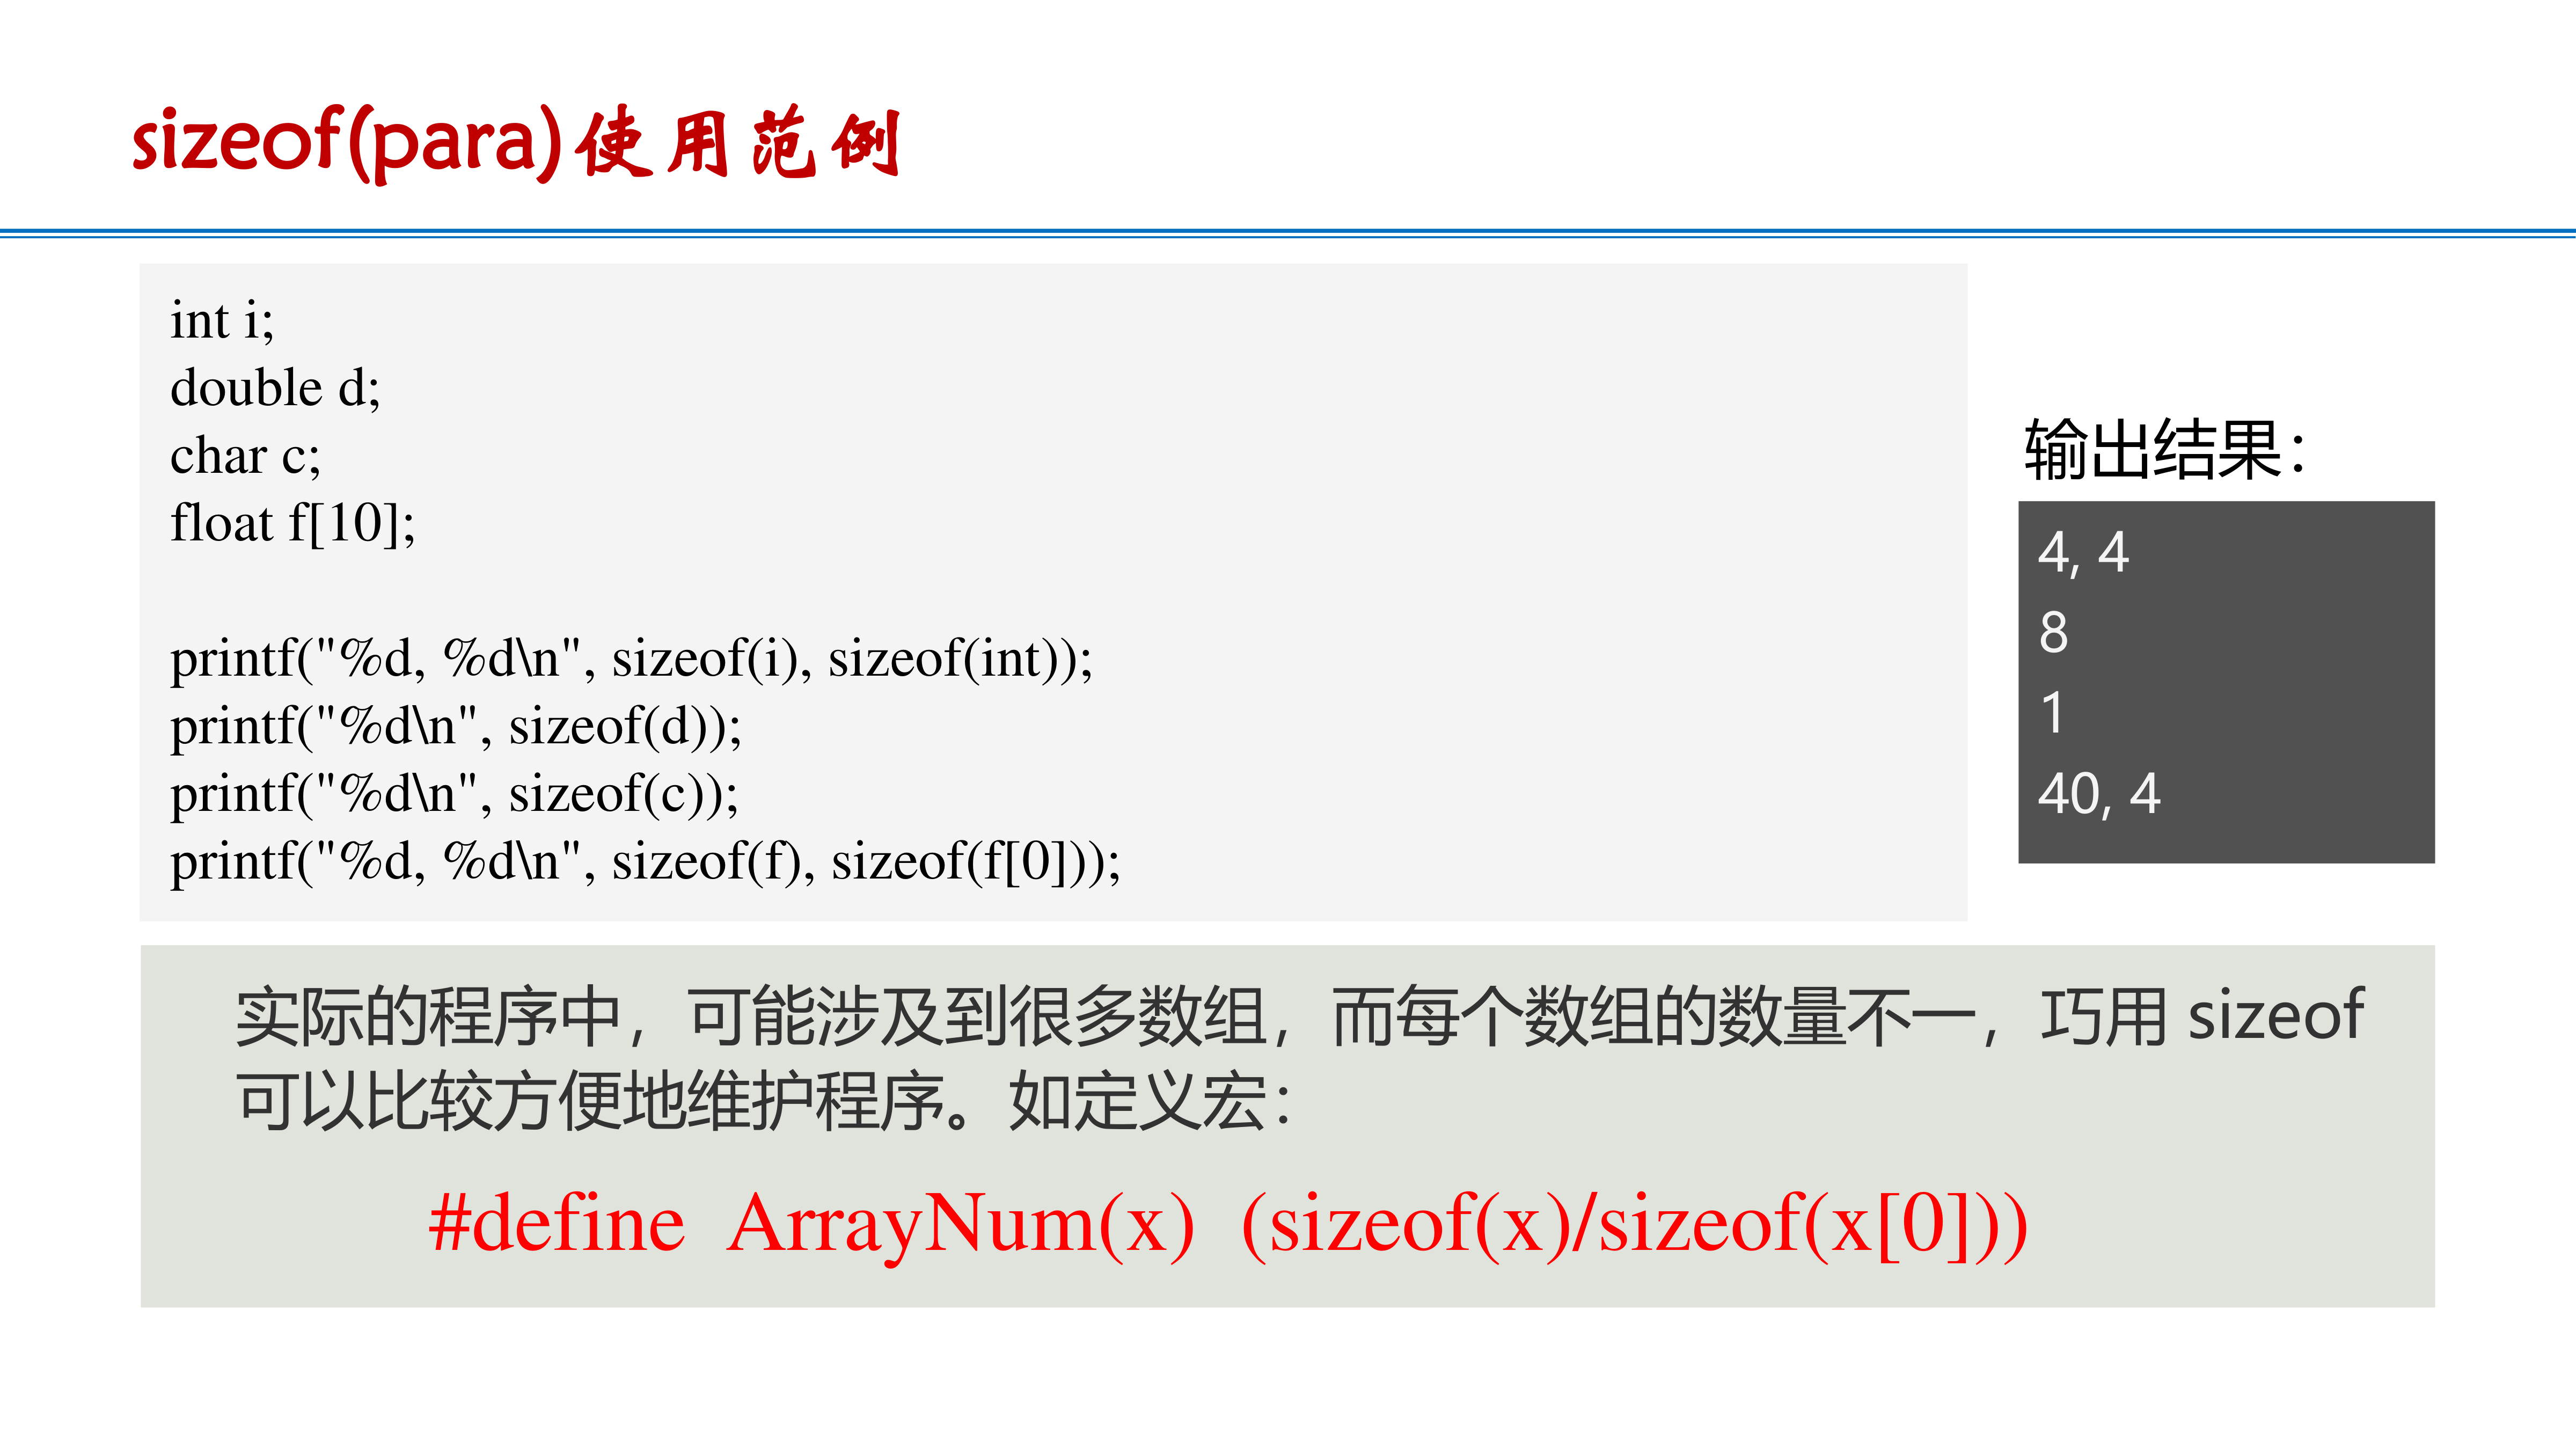 sizeof(para)使用范例
int i;
double d;
char c;
float f[10];
printf("%d, %d\n", sizeof(i), sizeof(int));
printf("%d\n", sizeof(d));
printf("%d\n", sizeof(c));
printf("%d, %d\n", sizeof(f), sizeof(f[0]));
输出结果：
4, 4
8
1
40, 4
实际的程序中，可能涉及到很多数组，而每个数组的数量不一，巧用 sizeof
可以比较方便地维护程序。如定义宏：
#define ArrayNum(x) (sizeof(x)/sizeof(x[0]))